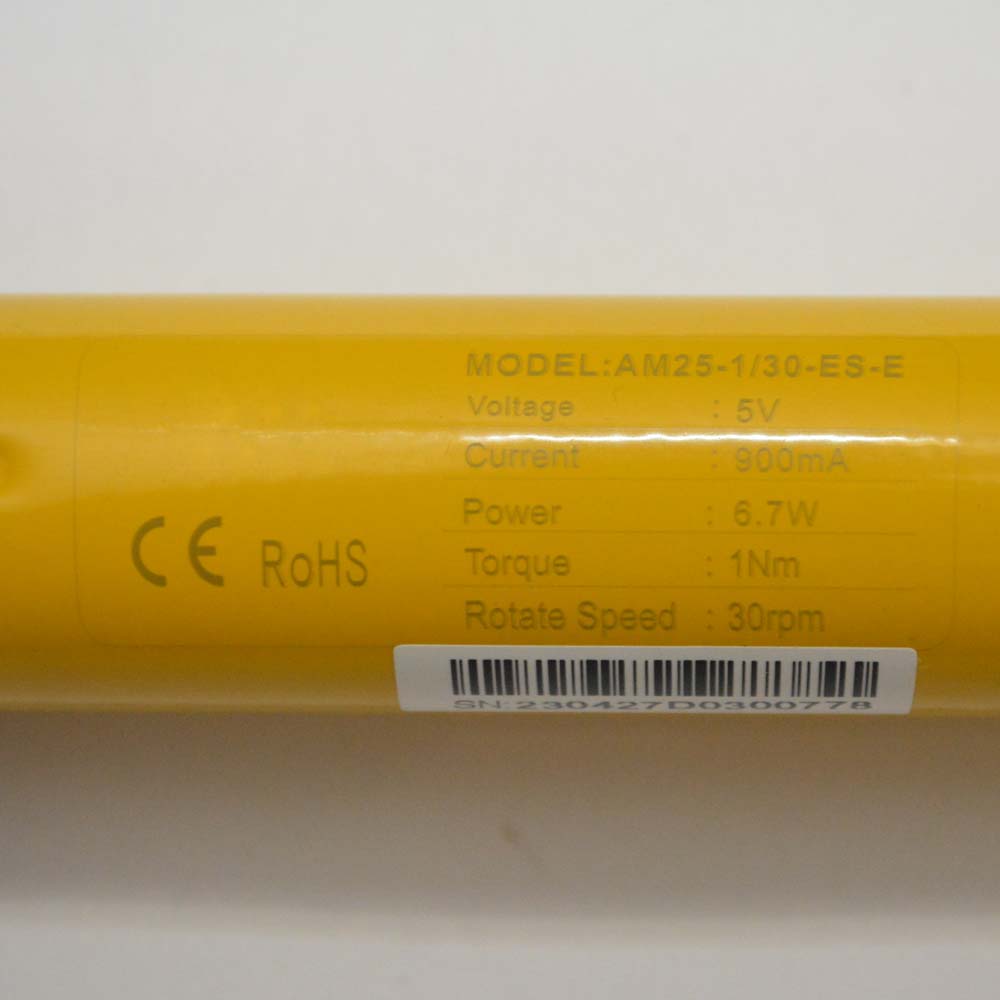 MODEL:AM25-1/30-ES-E
Voltage : 5V
Current : 900mA
Power : 6.7W
Torque : 1Nm
Rotate Speed : 30rpm
CE RoHS
SN:230427D0300778